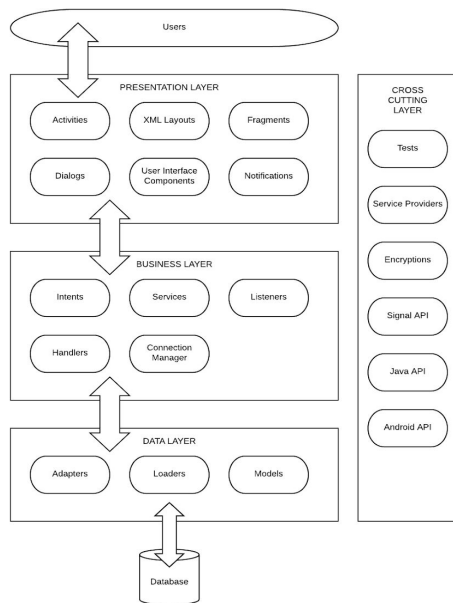 Users
PRESENTATION LAYER
Activities
XML Layouts
Fragments
Dialogs
User Interface
Components
Notifications
BUSINESS LAYER
Intents
Services
Listeners
Handlers
Connection
Manager
DATA LAYER
Adapters
Loaders
Models
Database
CROSS
CUTTING
LAYER
Tests
Service Providers
Encryptions
Signal API
Java API
Android API